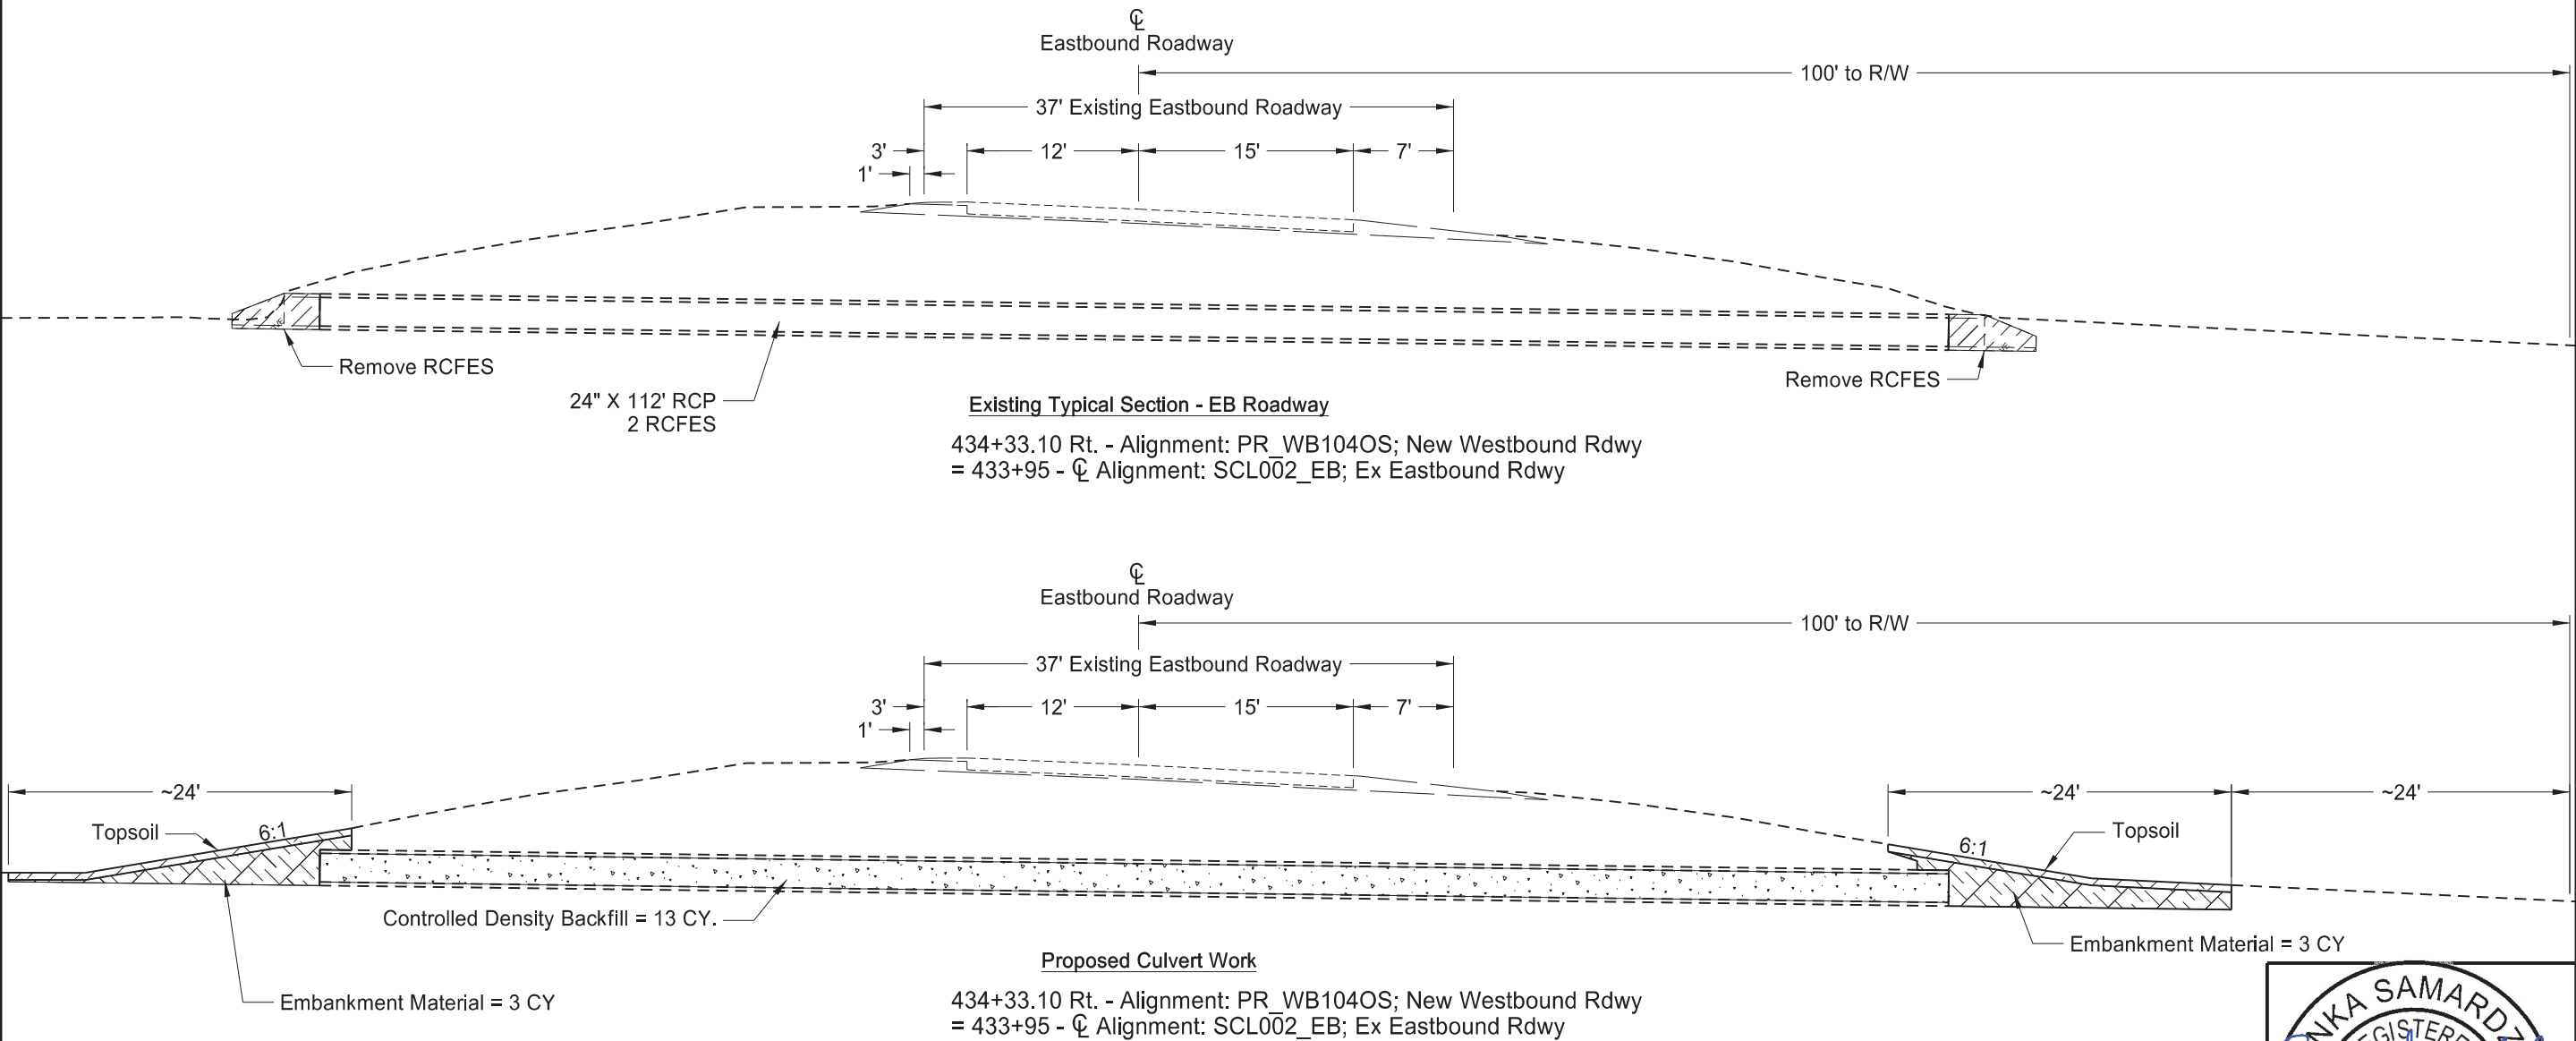 ℄
Eastbound Roadway
100' to R/W
37' Existing Eastbound Roadway
3'
12'
15'
7'
1'
Remove RCFES
24" X 112' RCP
2 RCFES
Remove RCFES
Existing Typical Section - EB Roadway
434+33.10 Rt. - Alignment: PR_WB104OS; New Westbound Rdwy
= 433+95 - ℄ Alignment: SCL002_EB; Ex Eastbound Rdwy
℄
Eastbound Roadway
100' to R/W
37' Existing Eastbound Roadway
3'
12'
15'
7'
1'
~24'
~24'
~24'
Topsoil
6:1
6:1
Topsoil
Controlled Density Backfill = 13 CY.
Embankment Material = 3 CY
Embankment Material = 3 CY
Proposed Culvert Work
434+33.10 Rt. - Alignment: PR_WB104OS; New Westbound Rdwy
= 433+95 - ℄ Alignment: SCL002_EB; Ex Eastbound Rdwy
SAMARDZ